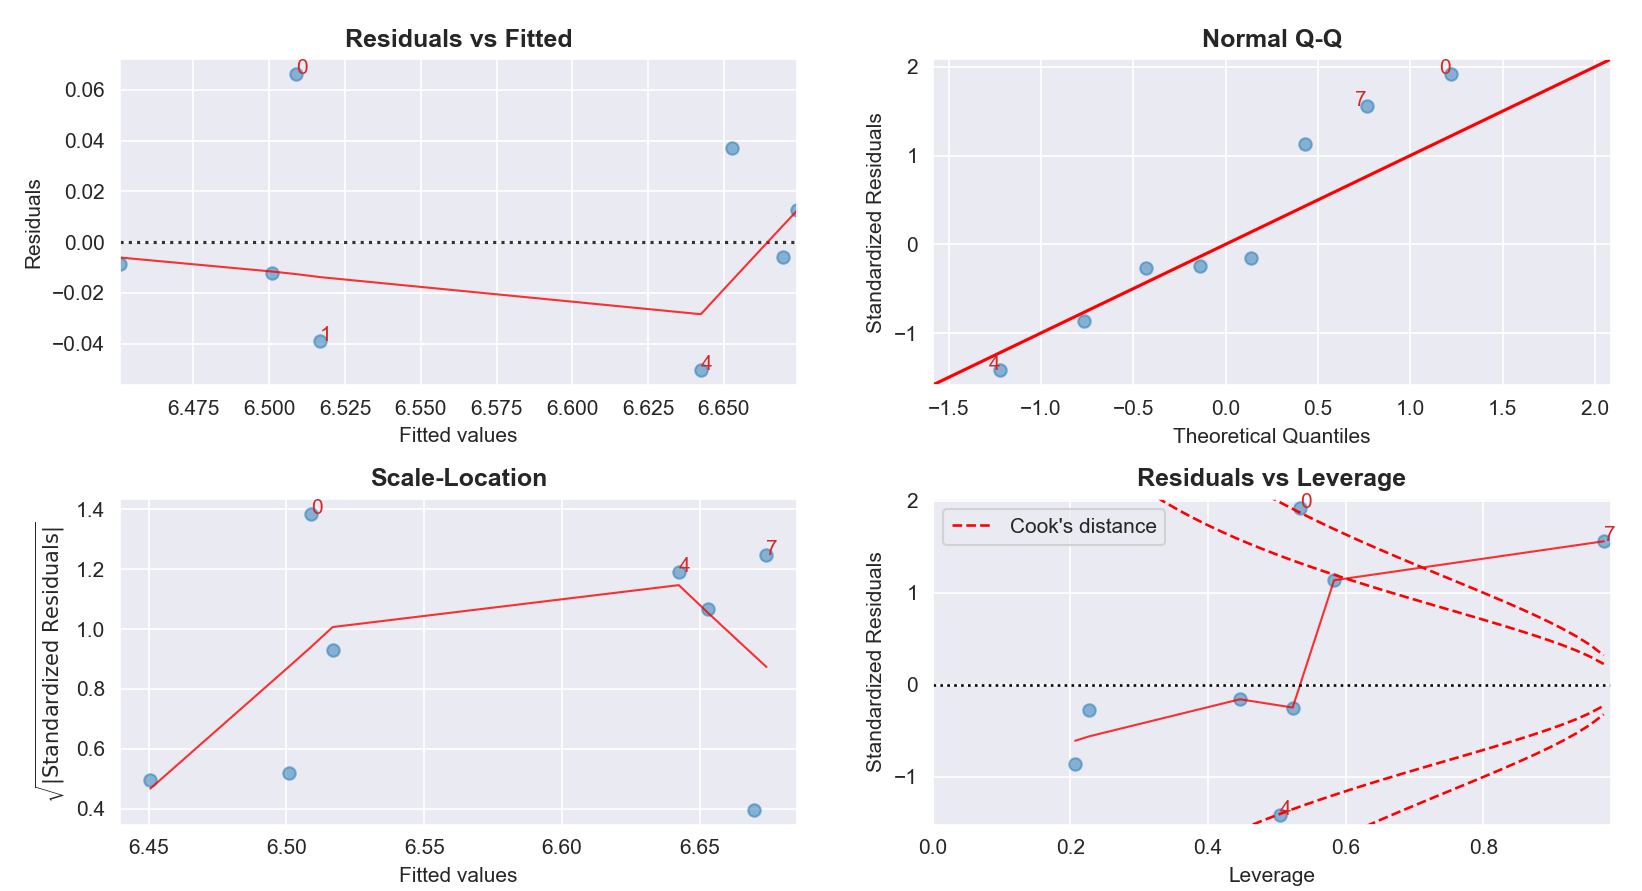 Residuals vs Fitted
0
0.06
0.04
0.02
0.00
−0.02
−0.04
1
4
Residuals
6.475 6.500 6.525 6.550 6.575 6.600 6.625 6.650
Fitted values
Normal Q-Q
2
1
0
−1
0
7
4
Standardized Residuals
−1.5 −1.0 −0.5 0.0 0.5 1.0 1.5 2.0
Theoretical Quantiles
Scale-Location
1.4
1.2
1.0
0.8
0.6
0.4
0
4
7
√|Standardized Residuals|
6.45 6.50 6.55 6.60 6.65
Fitted values
Residuals vs Leverage
2
1
0
−1
Cook's distance
0
7
4
Standardized Residuals
0.0 0.2 0.4 0.6 0.8
Leverage